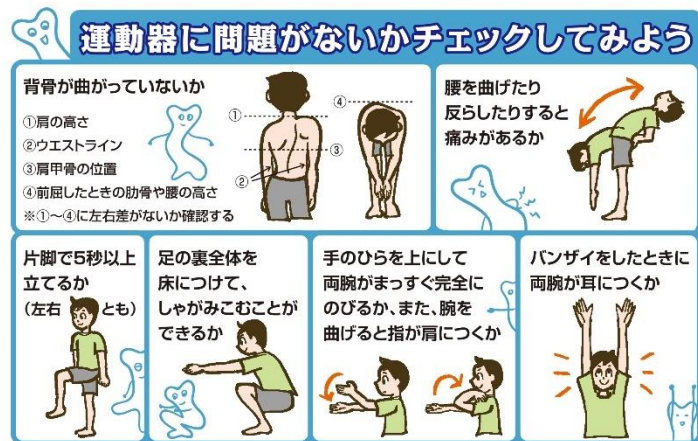 運動器に問題がないかチェックしてみよう
背骨が曲がっていないか
①肩の高さ
②ウエストライン
③肩甲骨の位置
④前屈したときの肋骨や腰の高さ
※①～④に左右差がないか確認する
①
②
③
④
腰を曲げたり
反らしたりすると
痛みがあるか
片脚で5秒以上
立てるか
(左右とも)
足の裏全体を
床につけて、
しゃがみこむことが
できるか
手のひらを上にして
両腕がまっすぐ完全に
のびるか、また、腕を
曲げると指が肩につくか
バンザイをしたときに
両腕が耳につくか